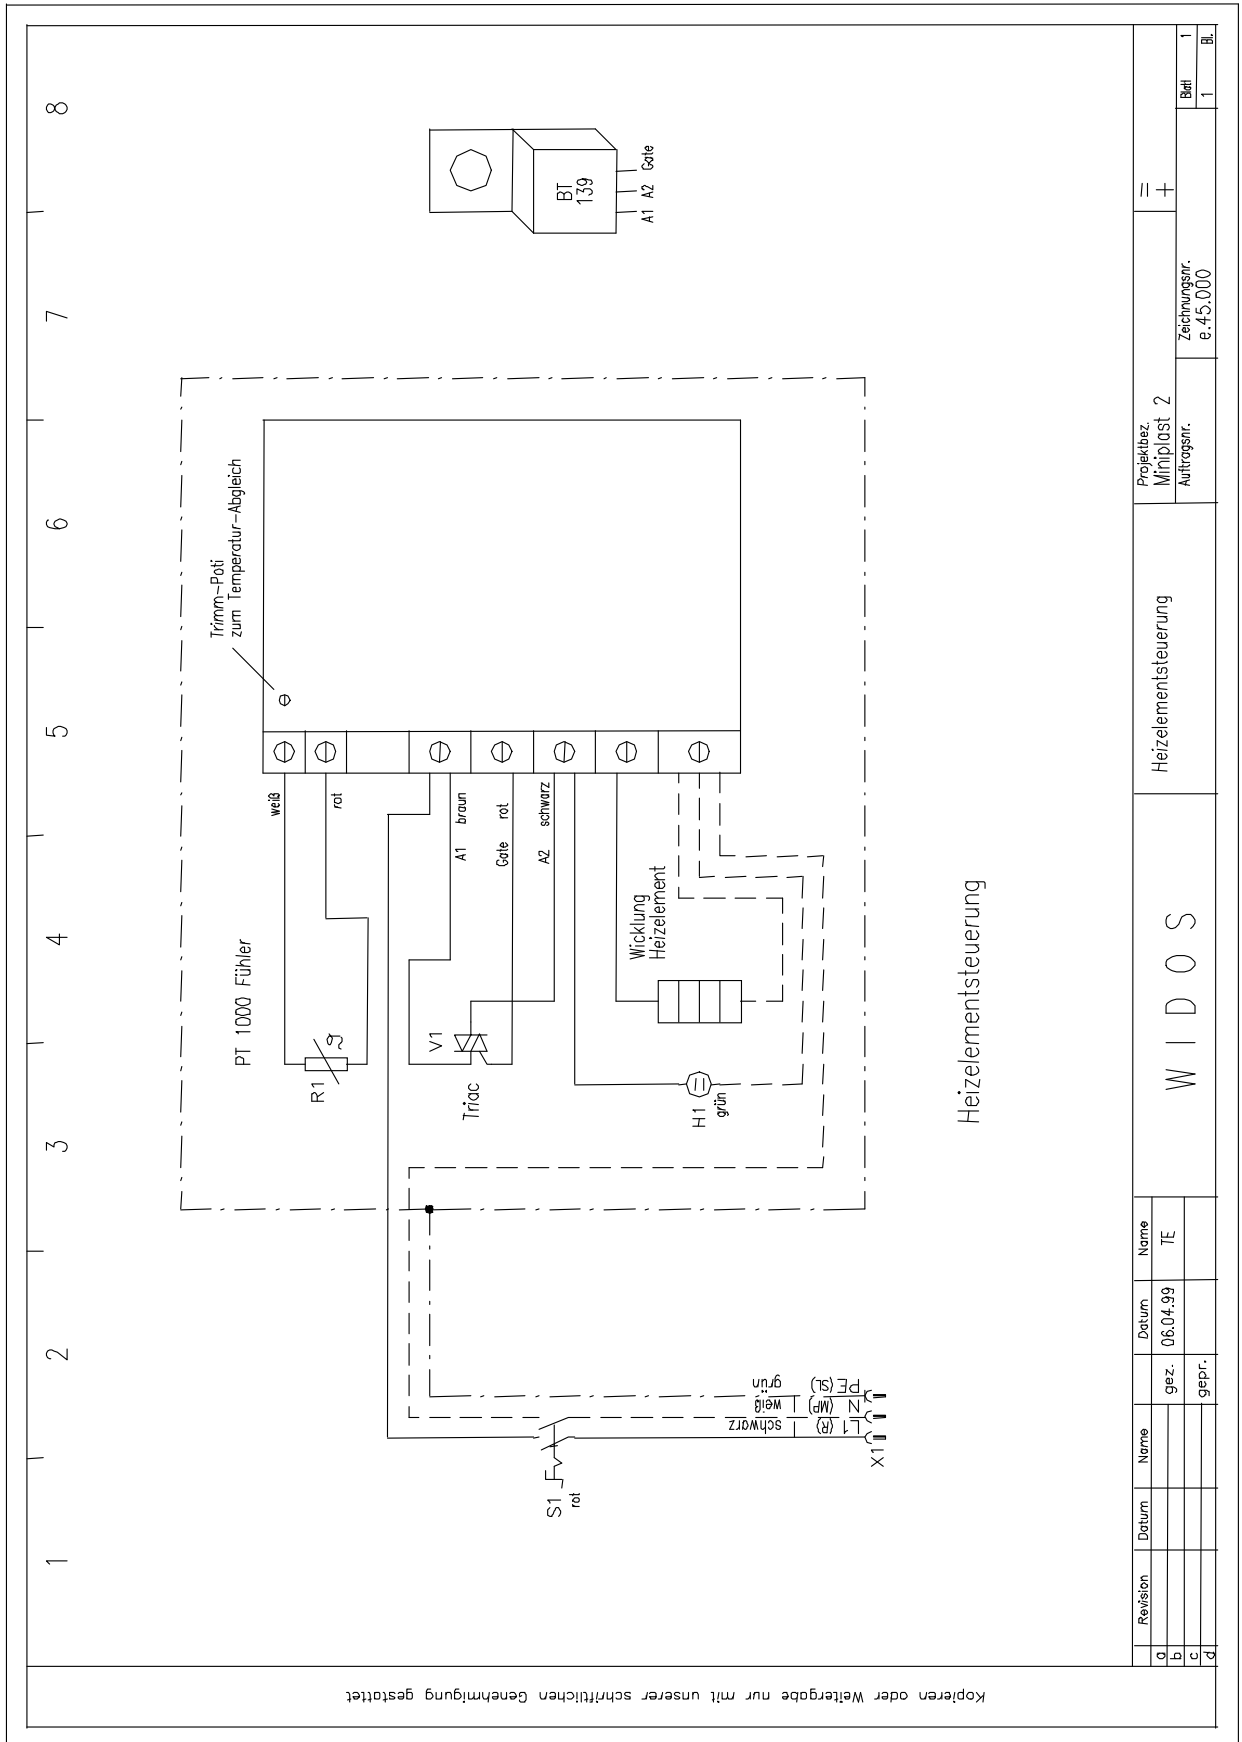 1
2
3
4
5
6
7
8
Trimm-Poti
zum Temperatur-Abgleich
weiß
rot
PT 1000 Fühler
R1
ϑ
braun
A1
rot
Gate
schwarz
A2
V1
Triac
Wicklung
Heizelement
H1
grün
S1
rot
schwarz
weiß
grün
L1 (R)
N (MP)
PE (SL)
X1
BT
139
A1 A2 Gate
Heizelementsteuerung
Kopieren oder Weitergabe nur mit unserer schriftlichen Genehmigung gestattet
Revision Datum Name Datum Name
a
b
c
d
gez. 06.04.99 TE
gepr.
WIDOS
Heizelementsteuerung
Projektbez.
Miniplast 2
Auftragsnr.
=
+
Zeichnungsnr.
e.45.000
Blatt 1
1 Bl.